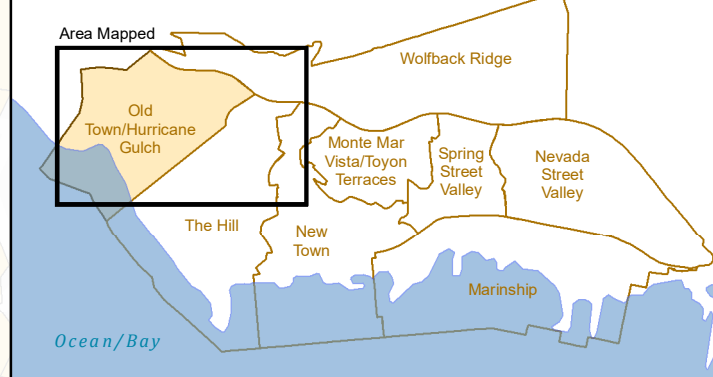 Area Mapped
Wolfback Ridge
Old
Town/Hurricane
Gulch
Monte Mar
Vista/Toyon
Terraces
Spring
Street
Valley
Nevada
Street
Valley
The Hill
New
Town
Marinship
Ocean/Bay